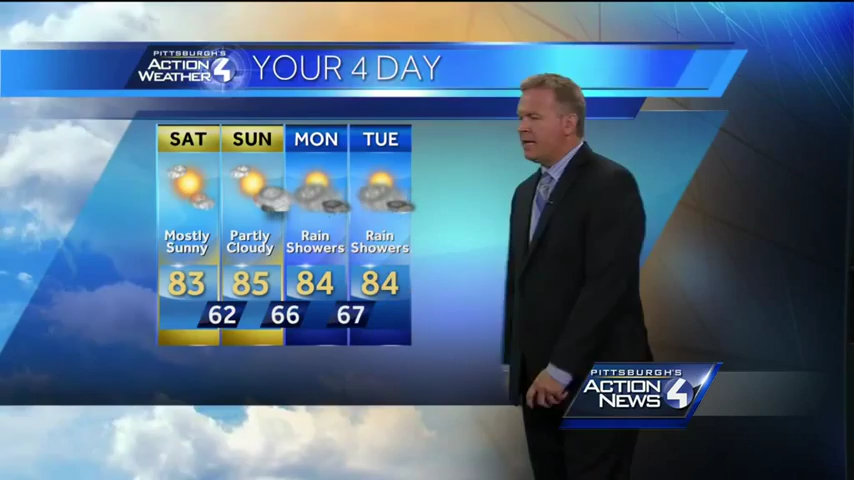 PITTSBURGH'S
ACTION
WEATHER 4
YOUR 4 DAY
SAT SUN MON TUE
Mostly Sunny
Partly Cloudy
Rain Showers
Rain Showers
83 85 84 84
62 66 67
PITTSBURGH'S
ACTION
NEWS 4